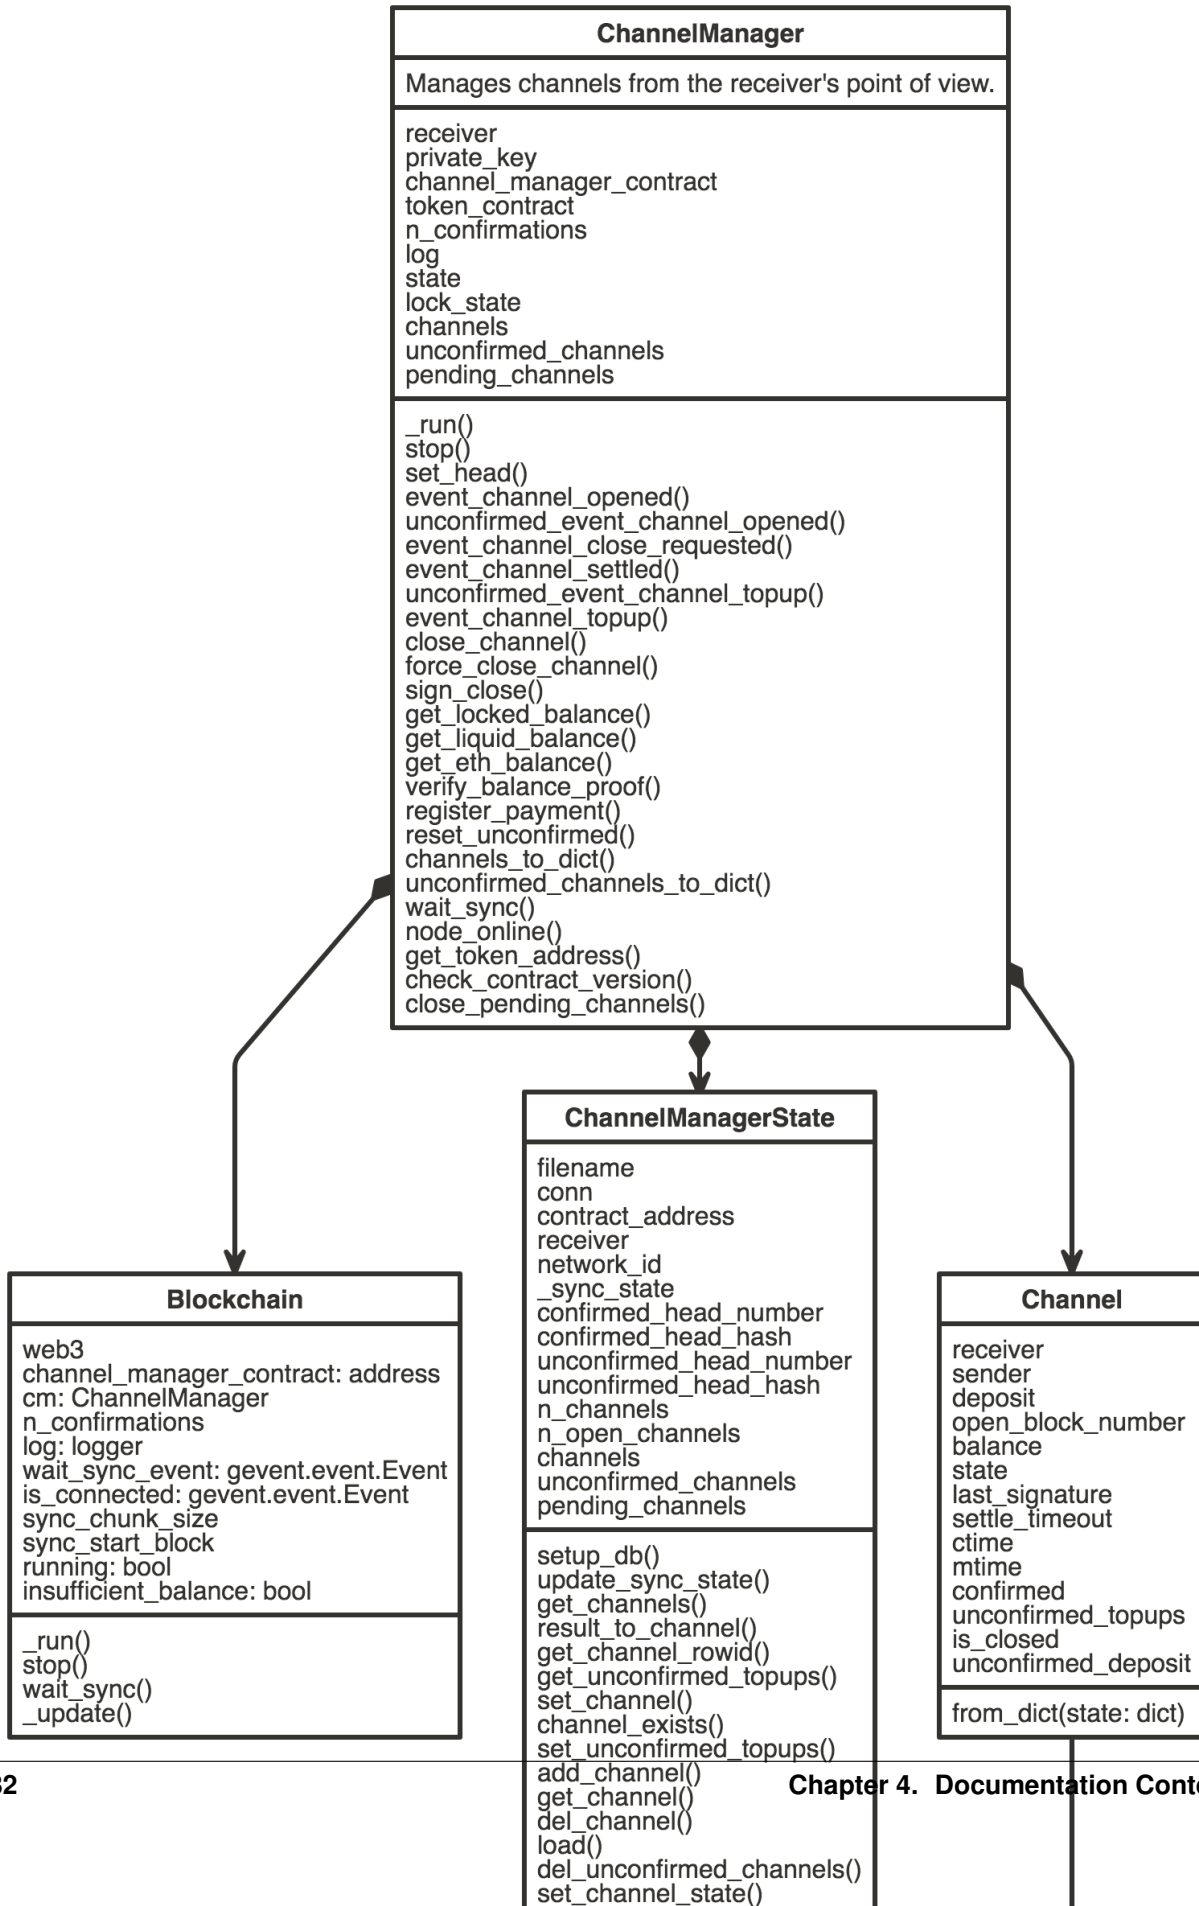 ChannelManager
Manages channels from the receiver's point of view.
receiver
private_key
channel_manager_contract
token_contract
n_confirmations
log
state
lock_state
channels
unconfirmed_channels
pending_channels
_run()
stop()
set_head()
event_channel_opened()
unconfirmed_event_channel_opened()
event_channel_close_requested()
event_channel_settled()
unconfirmed_event_channel_topup()
event_channel_topup()
close_channel()
force_close_channel()
sign_close()
get_locked_balance()
get_liquid_balance()
get_eth_balance()
verify_balance_proof()
register_payment()
reset_unconfirmed()
channels_to_dict()
unconfirmed_channels_to_dict()
wait_sync()
node_online()
get_token_address()
check_contract_version()
close_pending_channels()
Blockchain
web3
channel_manager_contract: address
cm: ChannelManager
n_confirmations
log: logger
wait_sync_event: gevent.event.Event
is_connected: gevent.event.Event
sync_chunk_size
sync_start_block
running: bool
insufficient_balance: bool
_run()
stop()
wait_sync()
_update()
ChannelManagerState
filename
conn
contract_address
receiver
network_id
_sync_state
confirmed_head_number
confirmed_head_hash
unconfirmed_head_number
unconfirmed_head_hash
n_channels
n_open_channels
channels
unconfirmed_channels
pending_channels
setup_db()
update_sync_state()
get_channels()
result_to_channel()
get_channel_rowid()
get_unconfirmed_topups()
set_channel()
channel_exists()
set_unconfirmed_topups()
add_channel()
get_channel()
del_channel()
load()
del_unconfirmed_channels()
set_channel_state()
Channel
receiver
sender
deposit
open_block_number
balance
state
last_signature
settle_timeout
ctime
mtime
confirmed
unconfirmed_topups
is_closed
unconfirmed_deposit
from_dict(state: dict)
Chapter 4. Documentation